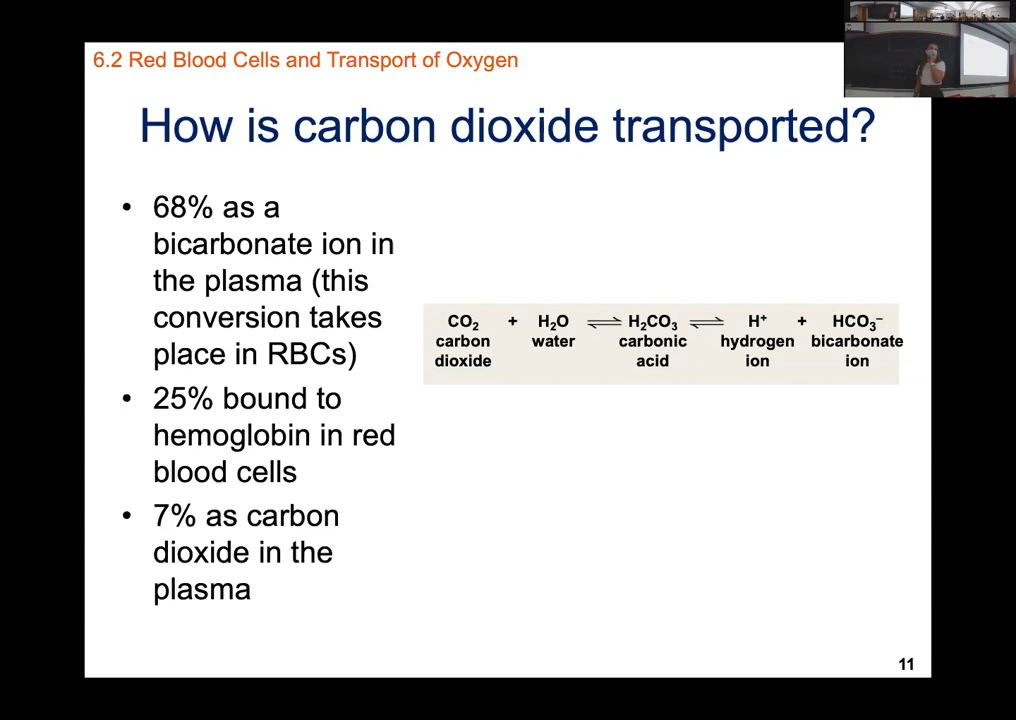 6.2 Red Blood Cells and Transport of Oxygen
How is carbon dioxide transported?
• 68% as a
bicarbonate ion in
the plasma (this
conversion takes
place in RBCs)
• 25% bound to
hemoglobin in red
blood cells
• 7% as carbon
dioxide in the
plasma
CO₂ + H₂O ⇌ H₂CO₃ ⇌ H⁺ + HCO₃⁻
carbon water carbonic hydrogen bicarbonate
dioxide acid ion ion
11